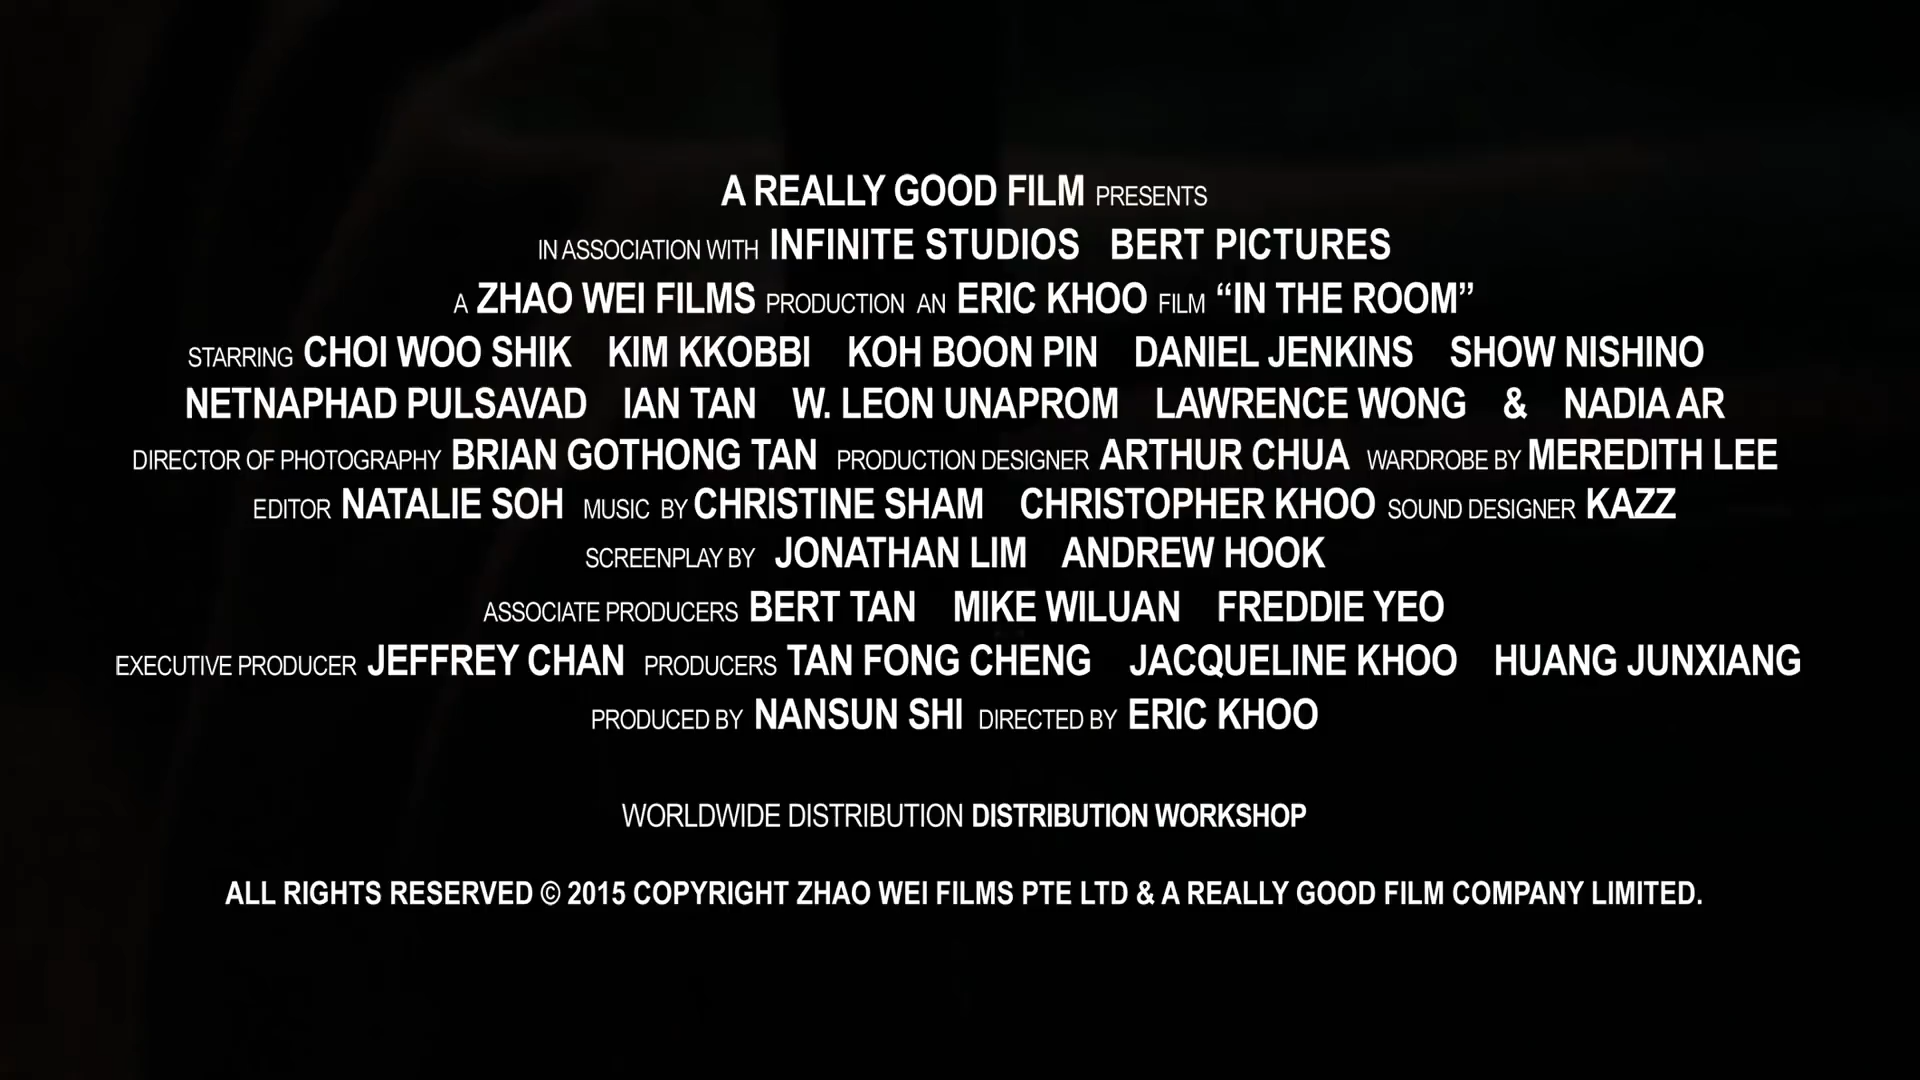 A REALLY GOOD FILM PRESENTS
IN ASSOCIATION WITH INFINITE STUDIOS BERT PICTURES
A ZHAO WEI FILMS PRODUCTION AN ERIC KHOO FILM “IN THE ROOM”
STARRING CHOI WOO SHIK KIM KKOBBI KOH BOON PIN DANIEL JENKINS SHOW NISHINO
NETNAPHAD PULSAVAD IAN TAN W. LEON UNAPROM LAWRENCE WONG & NADIA AR
DIRECTOR OF PHOTOGRAPHY BRIAN GOTHONG TAN PRODUCTION DESIGNER ARTHUR CHUA WARDROBE BY MEREDITH LEE
EDITOR NATALIE SOH MUSIC BY CHRISTINE SHAM CHRISTOPHER KHOO SOUND DESIGNER KAZZ
SCREENPLAY BY JONATHAN LIM ANDREW HOOK
ASSOCIATE PRODUCERS BERT TAN MIKE WILUAN FREDDIE YEO
EXECUTIVE PRODUCER JEFFREY CHAN PRODUCERS TAN FONG CHENG JACQUELINE KHOO HUANG JUNXIANG
PRODUCED BY NANSUN SHI DIRECTED BY ERIC KHOO
WORLDWIDE DISTRIBUTION DISTRIBUTION WORKSHOP
ALL RIGHTS RESERVED © 2015 COPYRIGHT ZHAO WEI FILMS PTE LTD & A REALLY GOOD FILM COMPANY LIMITED.